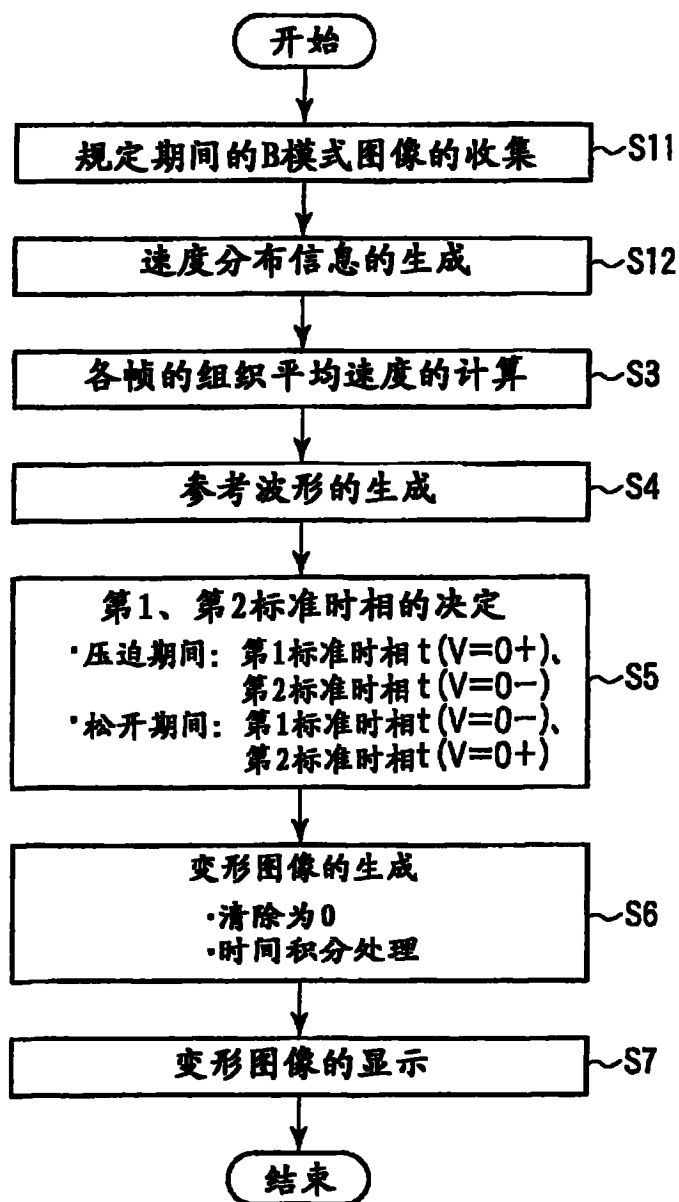 开始
规定期间的B模式图像的收集
S11
速度分布信息的生成
S12
各帧的组织平均速度的计算
S3
参考波形的生成
S4
第1、第2标准时相的决定
·压迫期间：第1标准时相t(V=0+)、
第2标准时相t(V=0-)
·松开期间：第1标准时相t(V=0-)、
第2标准时相t(V=0+)
S5
变形图像的生成
·清除为0
·时间积分处理
S6
变形图像的显示
S7
结束